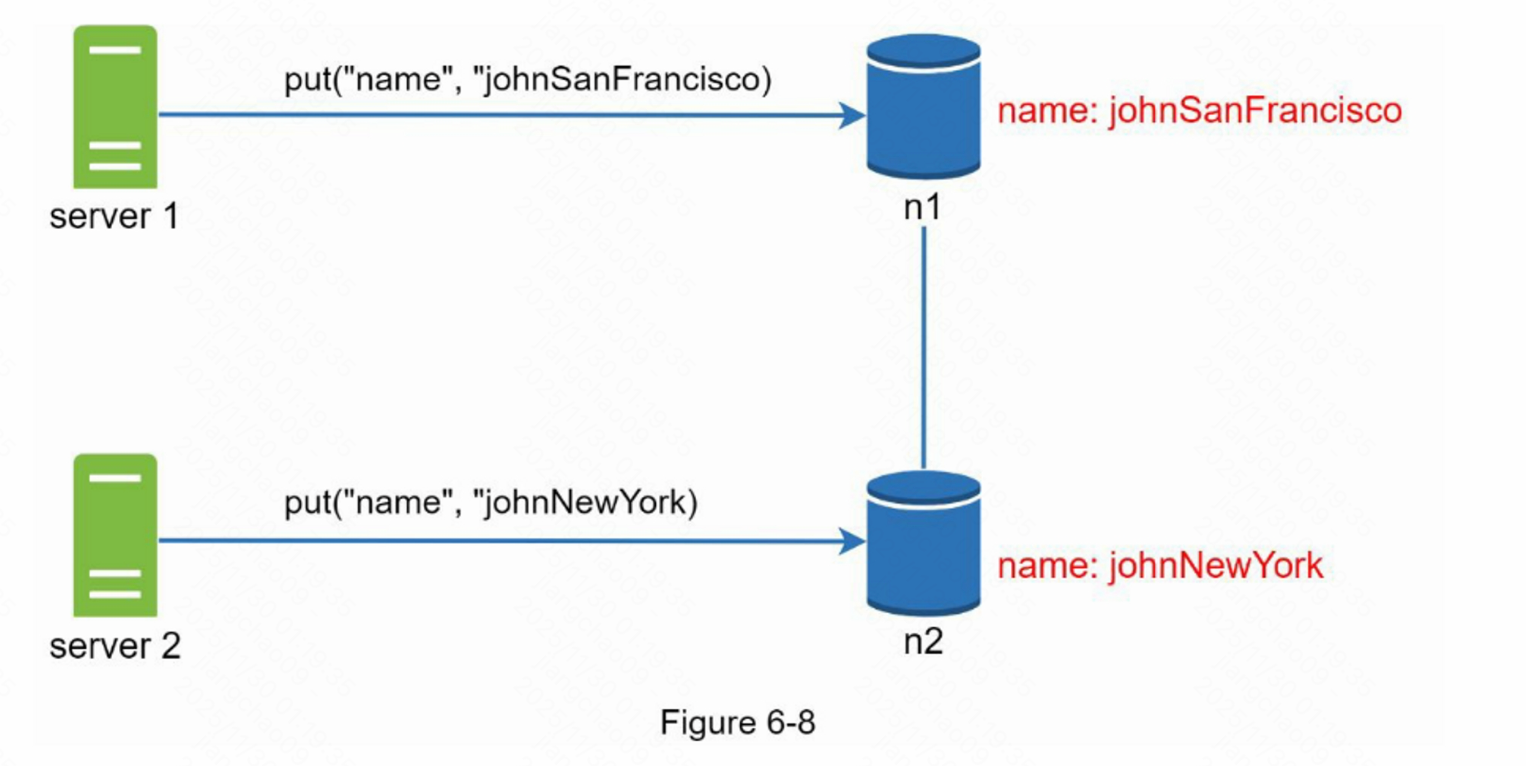 put("name", "johnSanFrancisco)
name: johnSanFrancisco
server 1
n1
put("name", "johnNewYork)
name: johnNewYork
server 2
n2
Figure 6-8